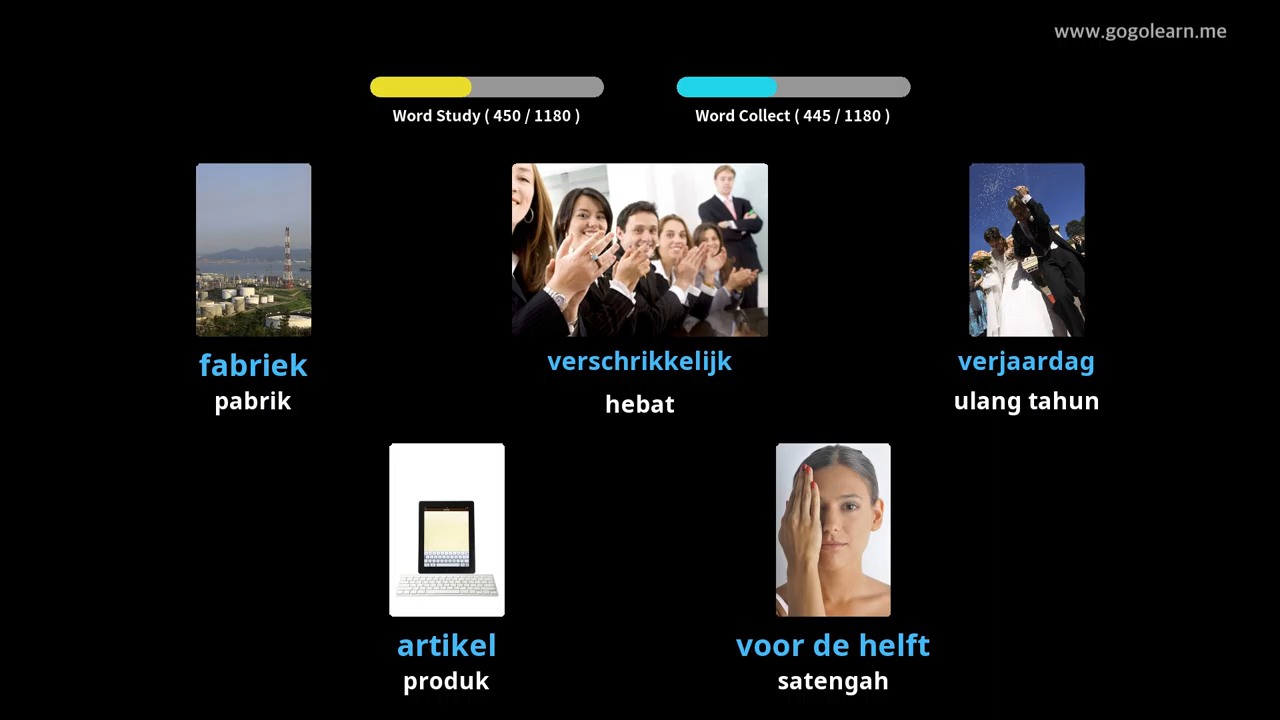 www.gogolearn.me
Word Study ( 450 / 1180 )
Word Collect ( 445 / 1180 )
fabriek
pabrik
verschrikkelijk
hebat
verjaardag
ulang tahun
artikel
produk
voor de helft
satengah